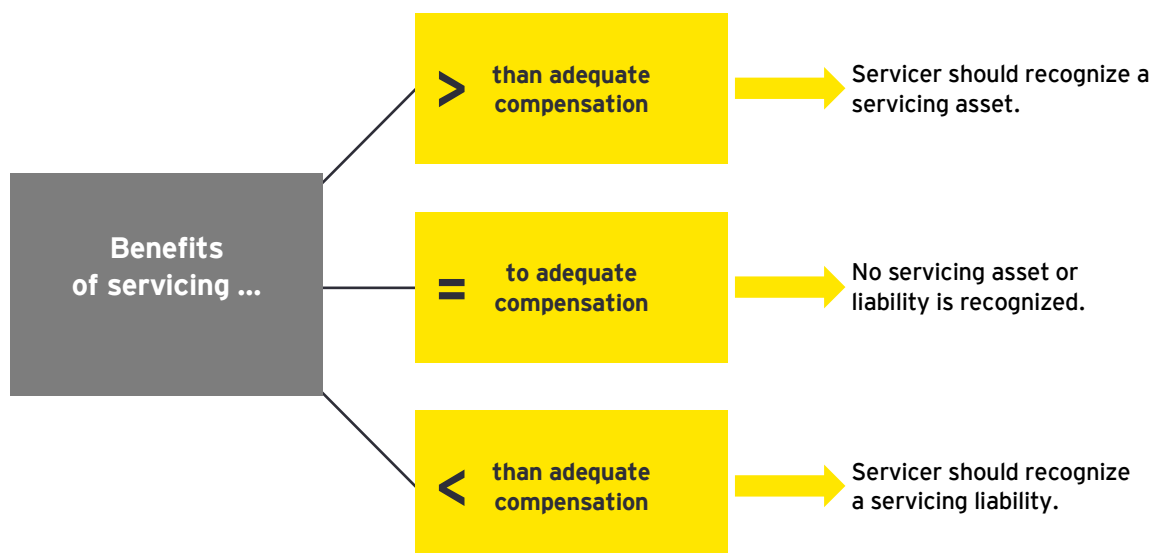 Benefits
of servicing ...
>
than adequate
compensation
Servicer should recognize a
servicing asset.
=
to adequate
compensation
No servicing asset or
liability is recognized.
<
than adequate
compensation
Servicer should recognize
a servicing liability.